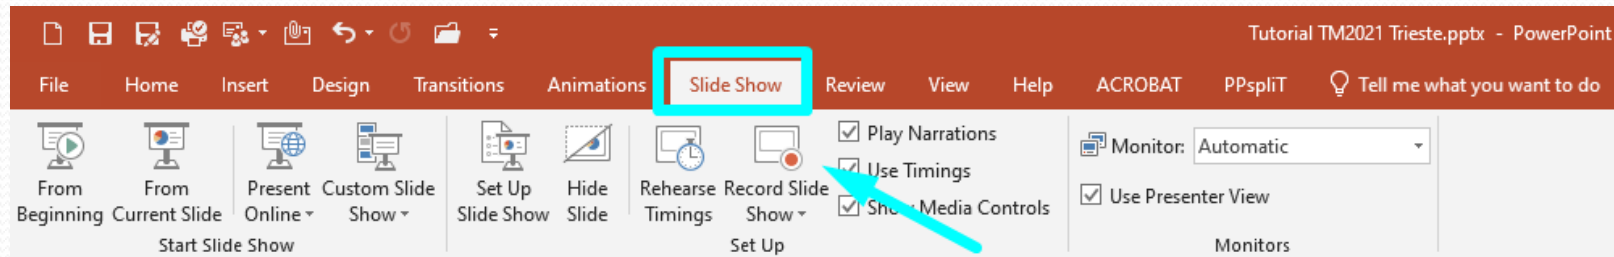 Tutorial TM2021 Trieste.pptx - PowerPoint
File Home Insert Design Transitions Animations Slide Show Review View Help ACROBAT PPspliT Tell me what you want to do
From Beginning
From Current Slide
Present Online
Custom Slide Show
Start Slide Show
Set Up Slide Show
Hide Slide
Rehearse Timings
Record Slide Show
Play Narrations
Use Timings
Show Media Controls
Set Up
Monitor: Automatic
Use Presenter View
Monitors